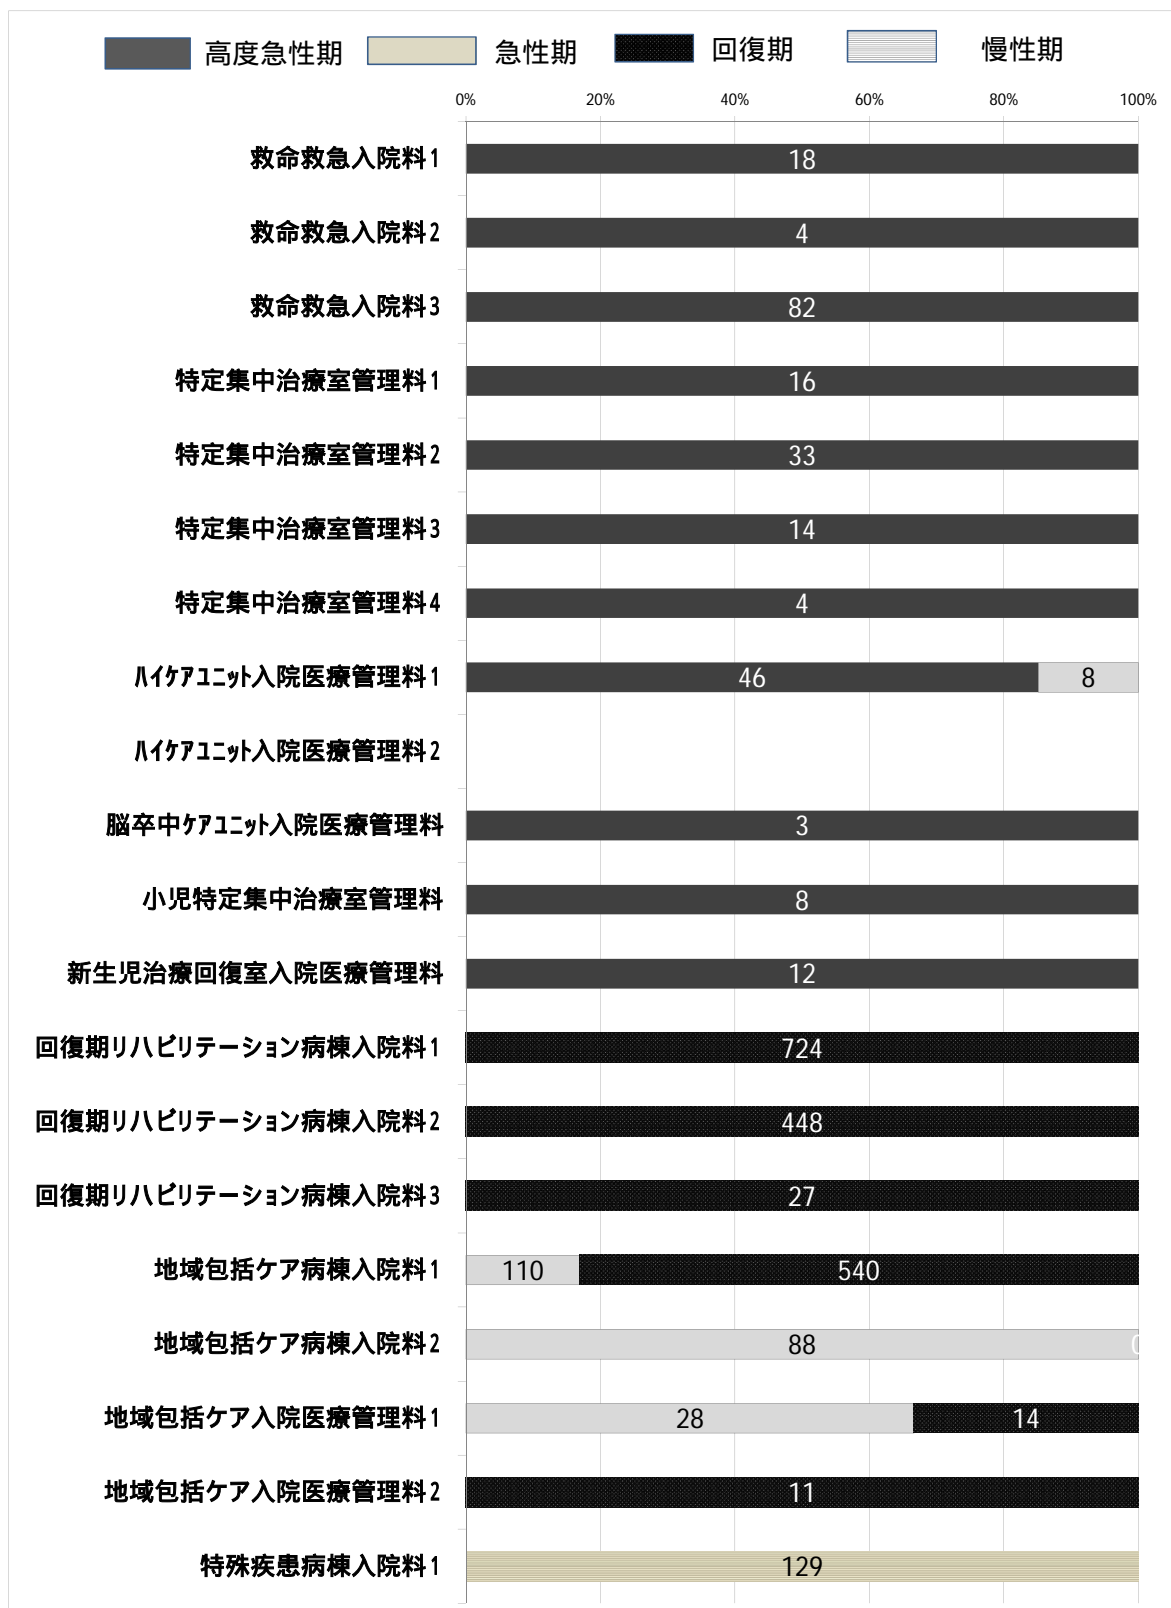 高度急性期 急性期 回復期 慢性期
0% 20% 40% 60% 80% 100%
救命救急入院料1 18
救命救急入院料2 4
救命救急入院料3 82
特定集中治療室管理料1 16
特定集中治療室管理料2 33
特定集中治療室管理料3 14
特定集中治療室管理料4 4
ﾊｲｹｱﾕﾆｯﾄ入院医療管理料1 46 8
ﾊｲｹｱﾕﾆｯﾄ入院医療管理料2
脳卒中ｹｱﾕﾆｯﾄ入院医療管理料 3
小児特定集中治療室管理料 8
新生児治療回復室入院医療管理料 12
回復期リハビリテーション病棟入院料1 724
回復期リハビリテーション病棟入院料2 448
回復期リハビリテーション病棟入院料3 27
地域包括ケア病棟入院料1 110 540
地域包括ケア病棟入院料2 88 0
地域包括ケア入院医療管理料1 28 14
地域包括ケア入院医療管理料2 11
特殊疾患病棟入院料1 129